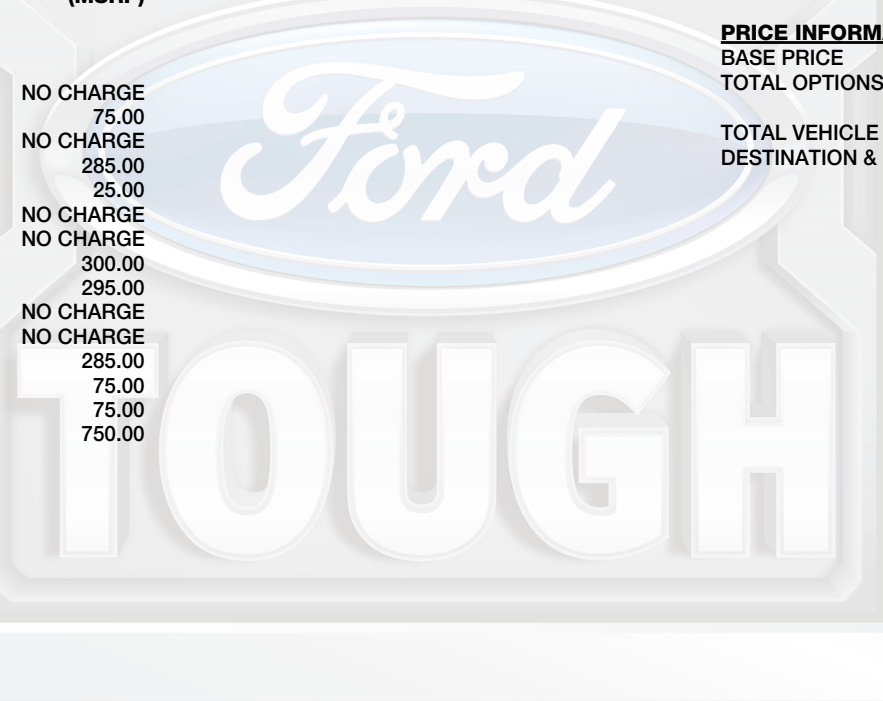 (MSRP)
NO CHARGE
75.00
NO CHARGE
285.00
25.00
NO CHARGE
NO CHARGE
300.00
295.00
NO CHARGE
NO CHARGE
285.00
75.00
75.00
750.00
PRICE INFORMA
BASE PRICE
TOTAL OPTIONS
TOTAL VEHICLE
DESTINATION &
Ford
TOUGH